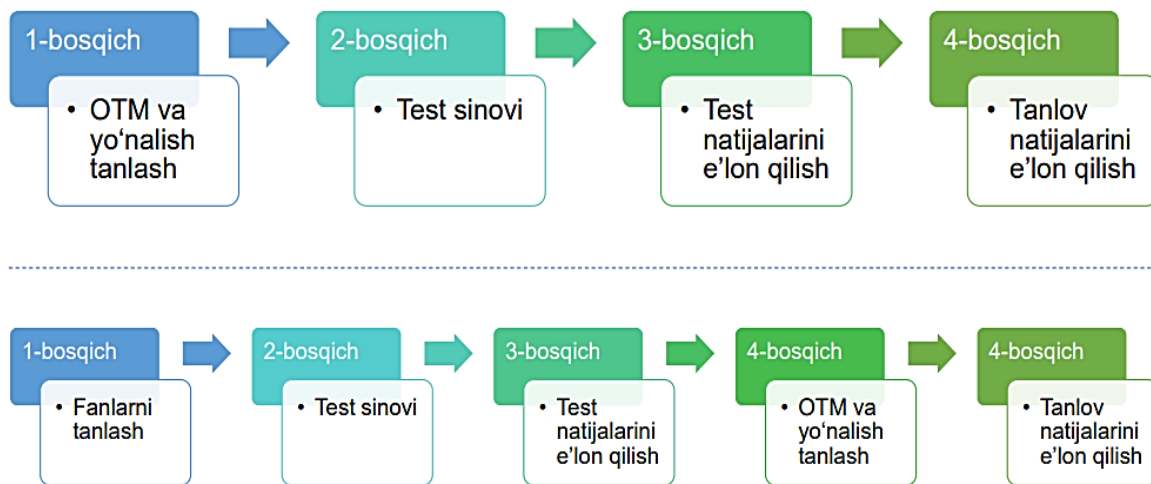 1-bosqich
• OTM va
yo‘nalish
tanlash
2-bosqich
• Test sinovi
3-bosqich
• Test
natijalarini
e’lon qilish
4-bosqich
• Tanlov
natijalarini
e’lon qilish
1-bosqich
• Fanlarni
tanlash
2-bosqich
• Test sinovi
3-bosqich
• Test
natijalarini
e’lon qilish
4-bosqich
• OTM va
yo‘nalish
tanlash
4-bosqich
• Tanlov
natijalarini
e’lon qilish